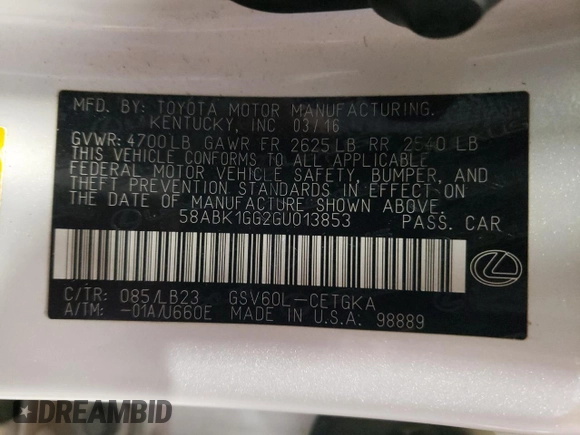 MFD. BY: TOYOTA MOTOR MANUFACTURING.
KENTUCKY, INC 03/16
GVWR: 4700LB GAWR FR 2625LB RR 2540 LB
THIS VEHICLE CONFORMS TO ALL APPLICABLE
FEDERAL MOTOR VEHICLE SAFETY, BUMPER, AND
THEFT PREVENTION STANDARDS IN EFFECT ON
THE DATE OF MANUFACTURE SHOWN ABOVE.
58ABK1GG2GU013853 PASS. CAR
C/TR: 085/LB23 GSV60L-CETGKA
A/TM: -01A/U660E MADE IN U.S.A. 98889
DREAMBID